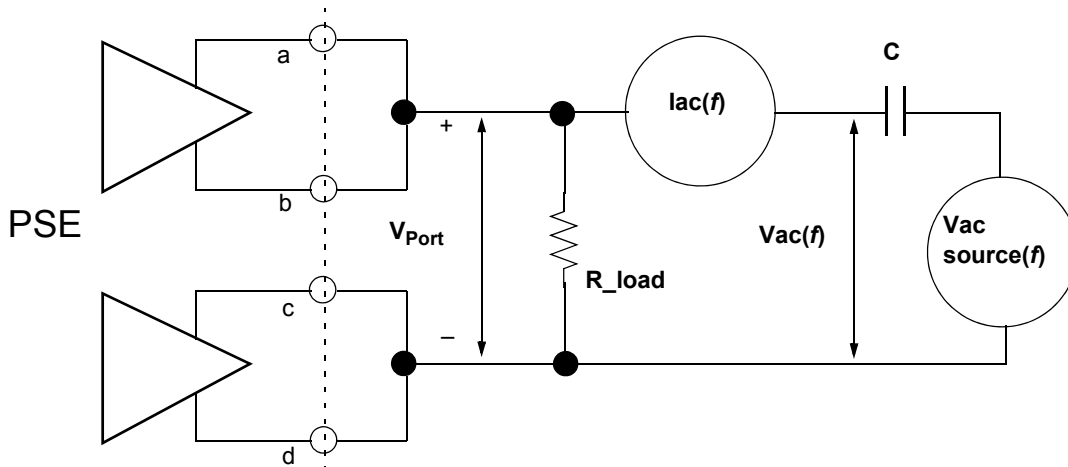 a
b
c
d
PSE
+
–
VPort
R_load
Iac(f)
C
Vac(f)
Vac
source(f)